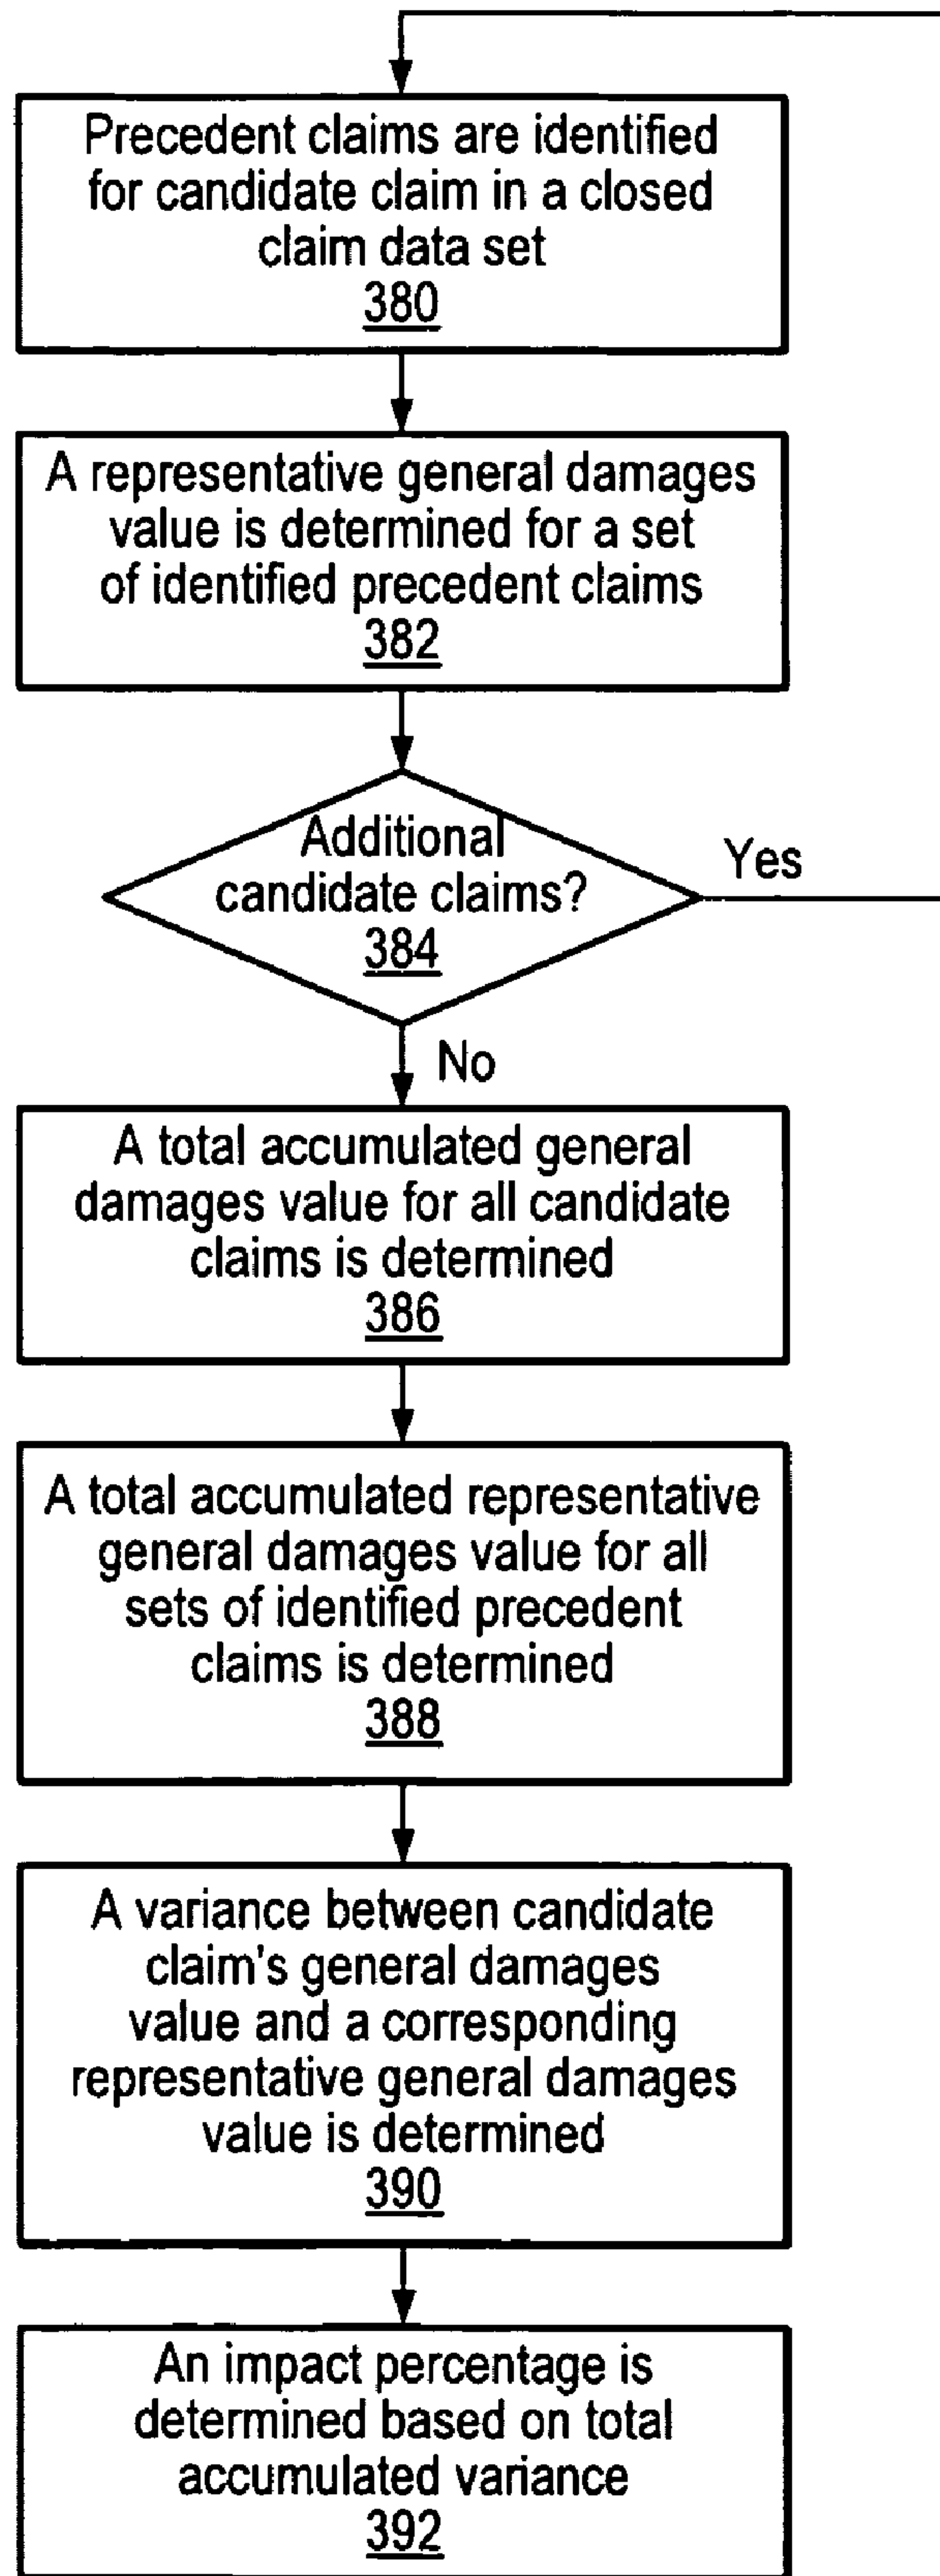 Precedent claims are identified
for candidate claim in a closed
claim data set
380
A representative general damages
value is determined for a set
of identified precedent claims
382
Additional
candidate claims?
384
Yes
No
A total accumulated general
damages value for all candidate
claims is determined
386
A total accumulated representative
general damages value for all
sets of identified precedent
claims is determined
388
A variance between candidate
claim's general damages
value and a corresponding
representative general damages
value is determined
390
An impact percentage is
determined based on total
accumulated variance
392